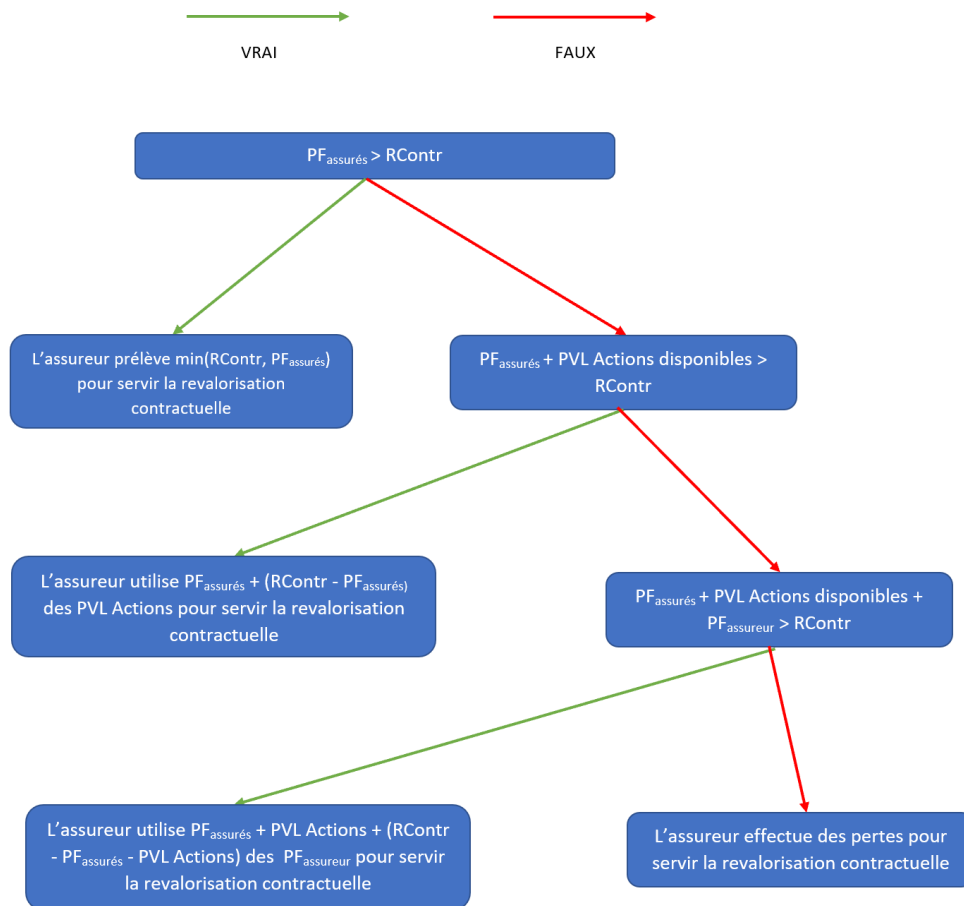 VRAI
FAUX
PFassurés > RContr
L’assureur prélève min(RContr, PFassurés)
pour servir la revalorisation
contractuelle
PFassurés + PVL Actions disponibles >
RContr
L’assureur utilise PFassurés + (RContr - PFassurés)
des PVL Actions pour servir la revalorisation
contractuelle
PFassurés + PVL Actions disponibles +
PFassureur > RContr
L’assureur utilise PFassurés + PVL Actions + (RContr
- PFassurés - PVL Actions) des PFassureur pour servir
la revalorisation contractuelle
L’assureur effectue des pertes pour
servir la revalorisation contractuelle